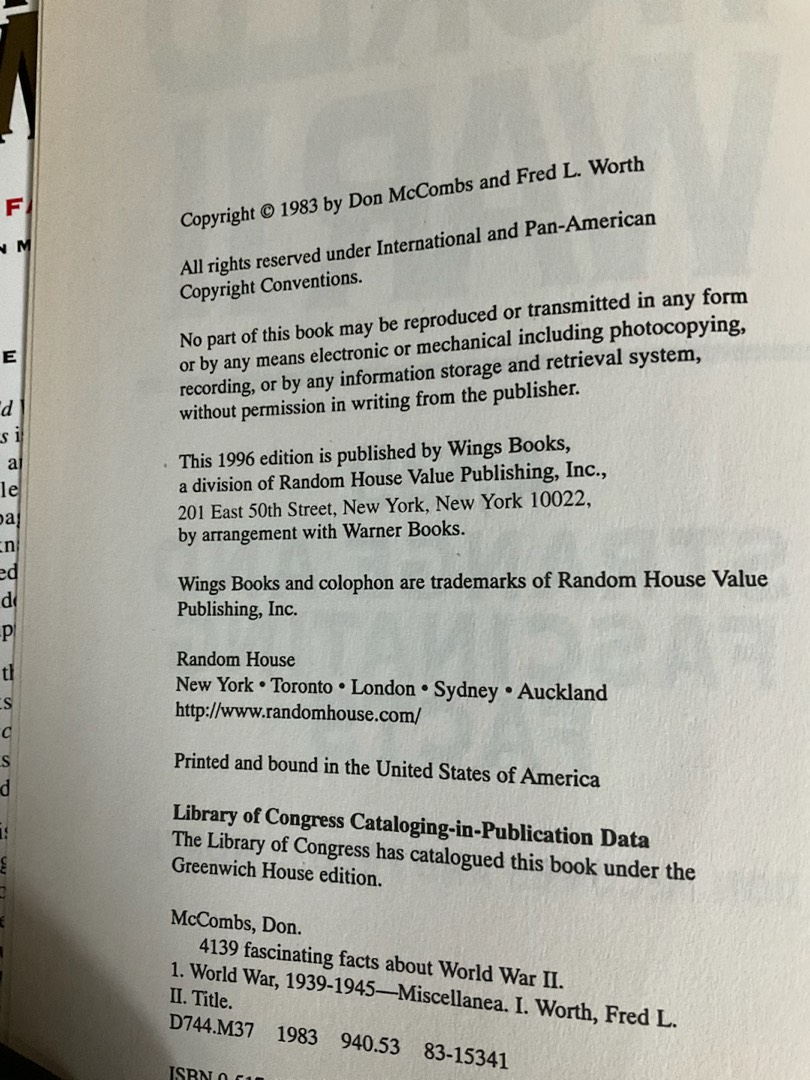 Copyright © 1983 by Don McCombs and Fred L. Worth
All rights reserved under International and Pan-American
Copyright Conventions.
No part of this book may be reproduced or transmitted in any form
or by any means electronic or mechanical including photocopying,
recording, or by any information storage and retrieval system,
without permission in writing from the publisher.
This 1996 edition is published by Wings Books,
a division of Random House Value Publishing, Inc.,
201 East 50th Street, New York, New York 10022,
by arrangement with Warner Books.
Wings Books and colophon are trademarks of Random House Value
Publishing, Inc.
Random House
New York • Toronto • London • Sydney • Auckland
http://www.randomhouse.com/
Printed and bound in the United States of America
Library of Congress Cataloging-in-Publication Data
The Library of Congress has catalogued this book under the
Greenwich House edition.
McCombs, Don.
4139 fascinating facts about World War II.
1. World War, 1939-1945—Miscellanea. I. Worth, Fred L.
II. Title.
D744.M37 1983 940.53 83-15341
ISBN